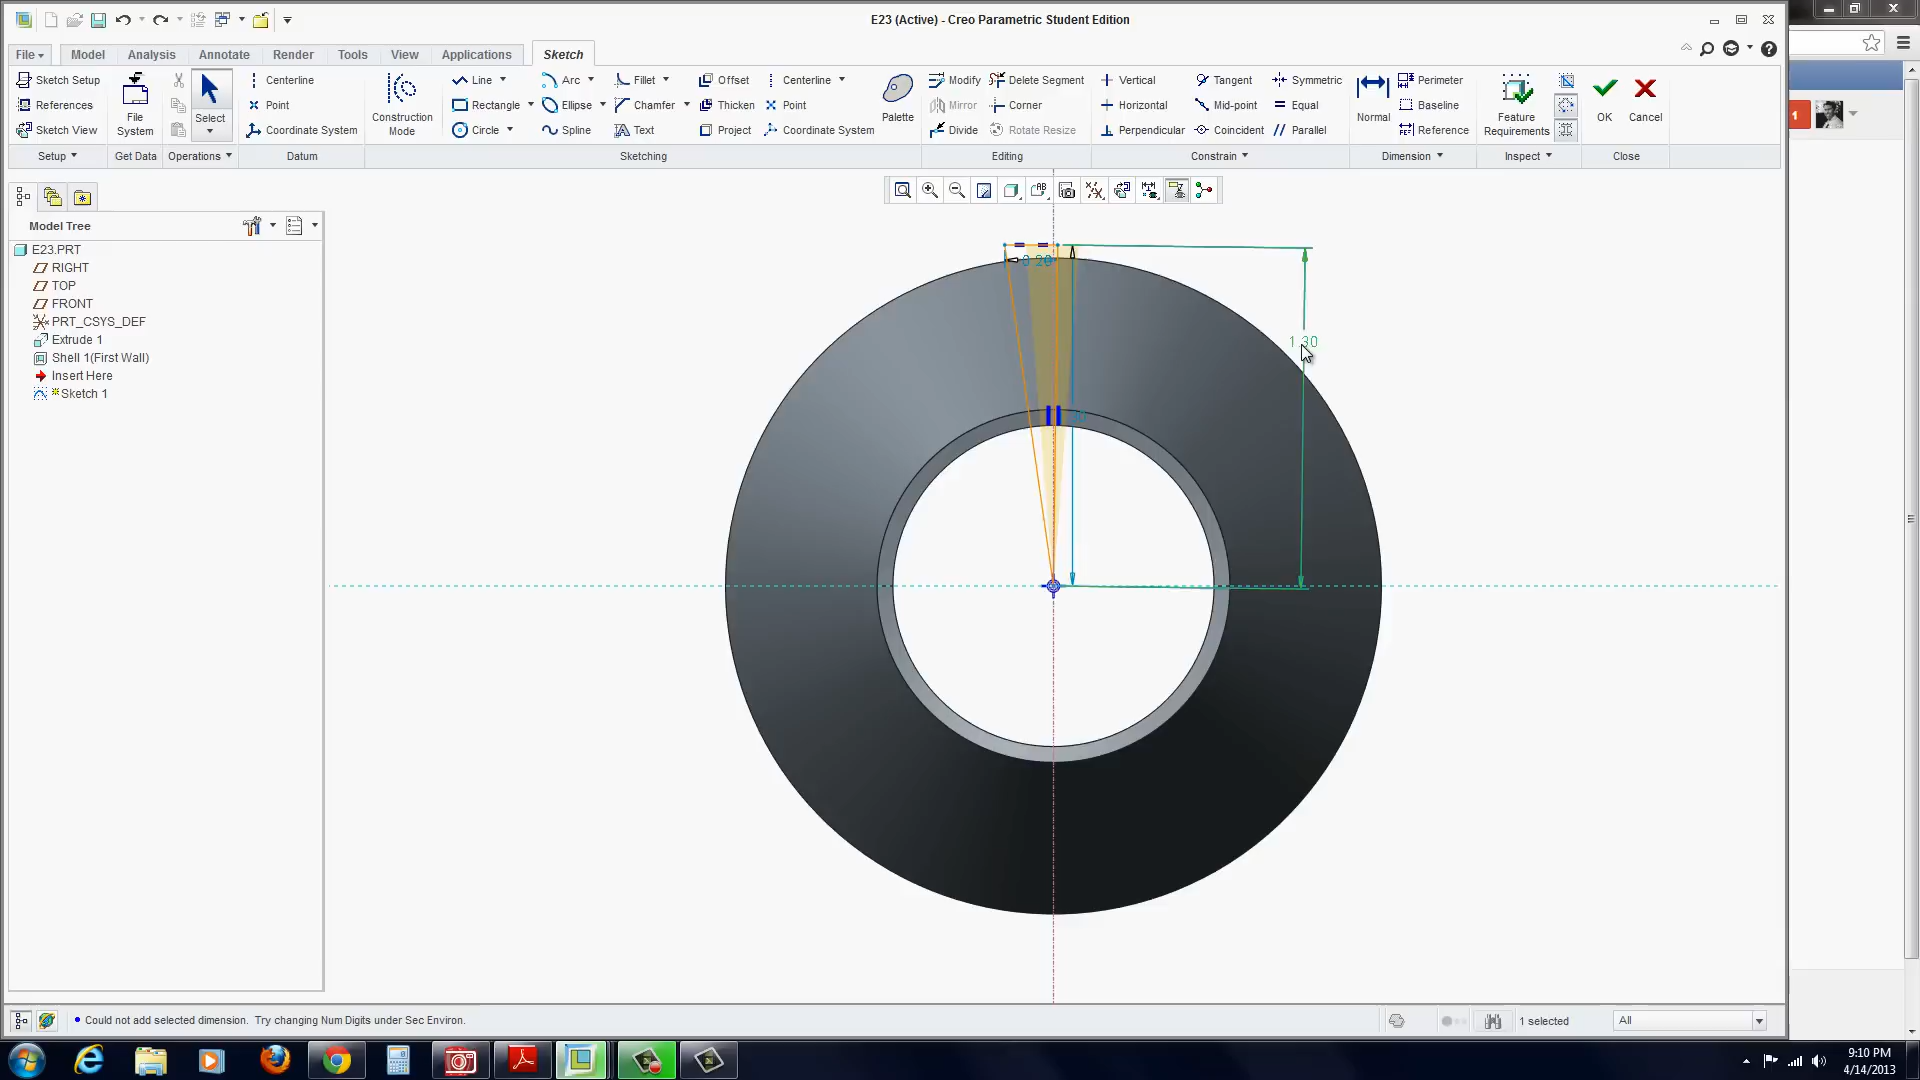 E23 (Active) - Creo Parametric Student Edition
File Model Analysis Annotate Render Tools View Applications Sketch
Sketch Setup
References
Sketch View
Setup
File System
Get Data
Select
Operations
Centerline
Point
Coordinate System
Datum
Construction Mode
Line Arc Fillet Offset Centerline
Rectangle Ellipse Chamfer Thicken Point
Circle Spline Text Project Coordinate System
Palette
Sketching
Modify Delete Segment
Mirror Corner
Divide Rotate Resize
Editing
Vertical Tangent Symmetric
Horizontal Mid-point Equal
Perpendicular Coincident Parallel
Constrain
Normal
Perimeter
Baseline
Reference
Dimension
Feature Requirements
Inspect
OK Cancel
Close
Model Tree
E23.PRT
RIGHT
TOP
FRONT
PRT_CSYS_DEF
Extrude 1
Shell 1(First Wall)
Insert Here
Sketch 1
0.20
1.30
Could not add selected dimension. Try changing Num Digits under Sec Environ.
1 selected
All
1
9:10 PM
4/14/2013